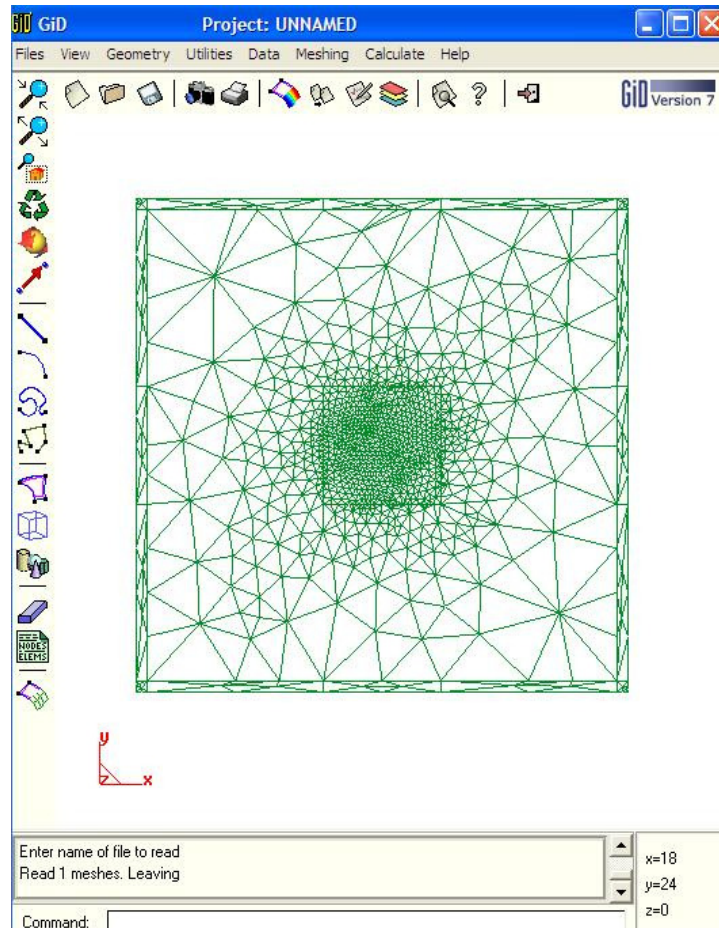 GiD GiD Project: UNNAMED
Files View Geometry Utilities Data Meshing Calculate Help
GiD Version 7
NODES
ELEMS
y
z x
Enter name of file to read
Read 1 meshes. Leaving
x=18
y=24
z=0
Command: